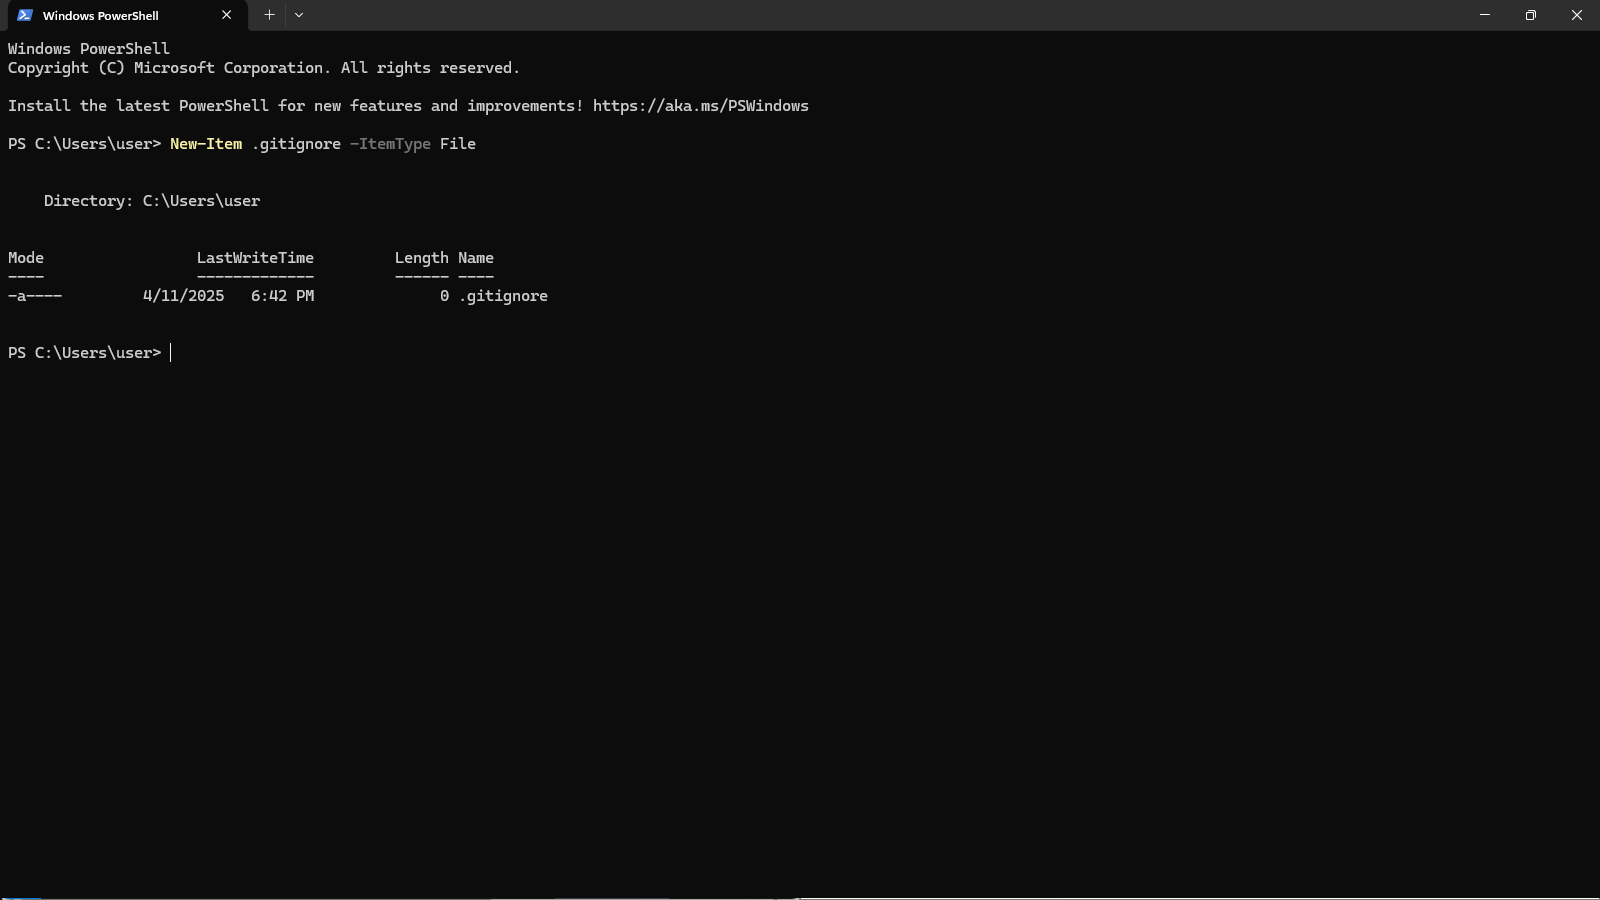 Windows PowerShell
Windows PowerShell
Copyright (C) Microsoft Corporation. All rights reserved.
Install the latest PowerShell for new features and improvements! https://aka.ms/PSWindows
PS C:\Users\user> New-Item .gitignore -ItemType File
Directory: C:\Users\user
Mode                 LastWriteTime         Length Name
----                 -------------         ------ ----
-a----         4/11/2025   6:42 PM              0 .gitignore
PS C:\Users\user>